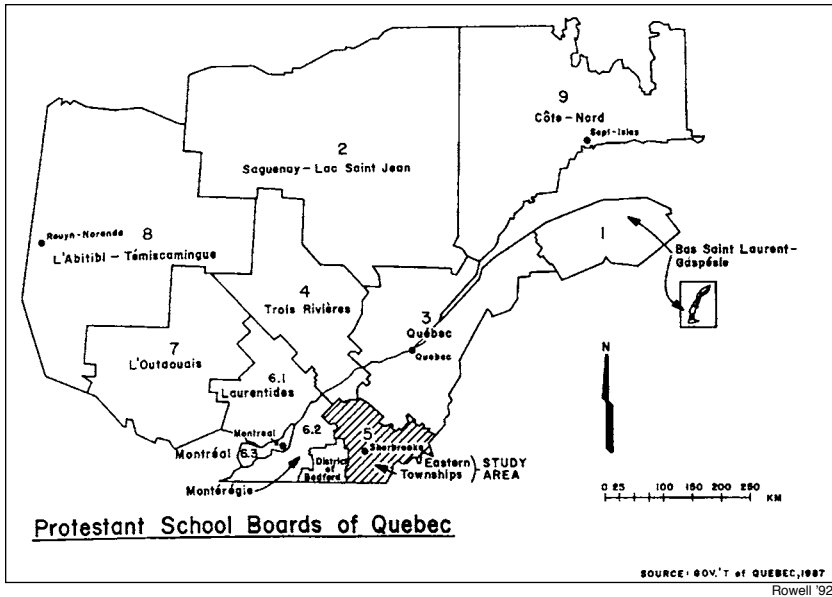 9
Côte-Nord
Sept-Isles
2
Saguenay-Lac Saint Jean
1
Rouyn-Noranda
8
L'Abitibi-Témiscamingue
Bas Saint Laurent-
Gaspésie
4
Trois Rivières
3
Québec
Quebec
7
L'Outaouais
6.1
Laurentides
N
Montreal
Montréal
6.3
6.2
5
Sherbrooke
District
of
Bedford
Eastern
Townships
STUDY
AREA
Montérégie
0 25 100 150 200 250
KM
Protestant School Boards of Quebec
SOURCE: GOV.'T of QUEBEC, 1987
Rowell '92